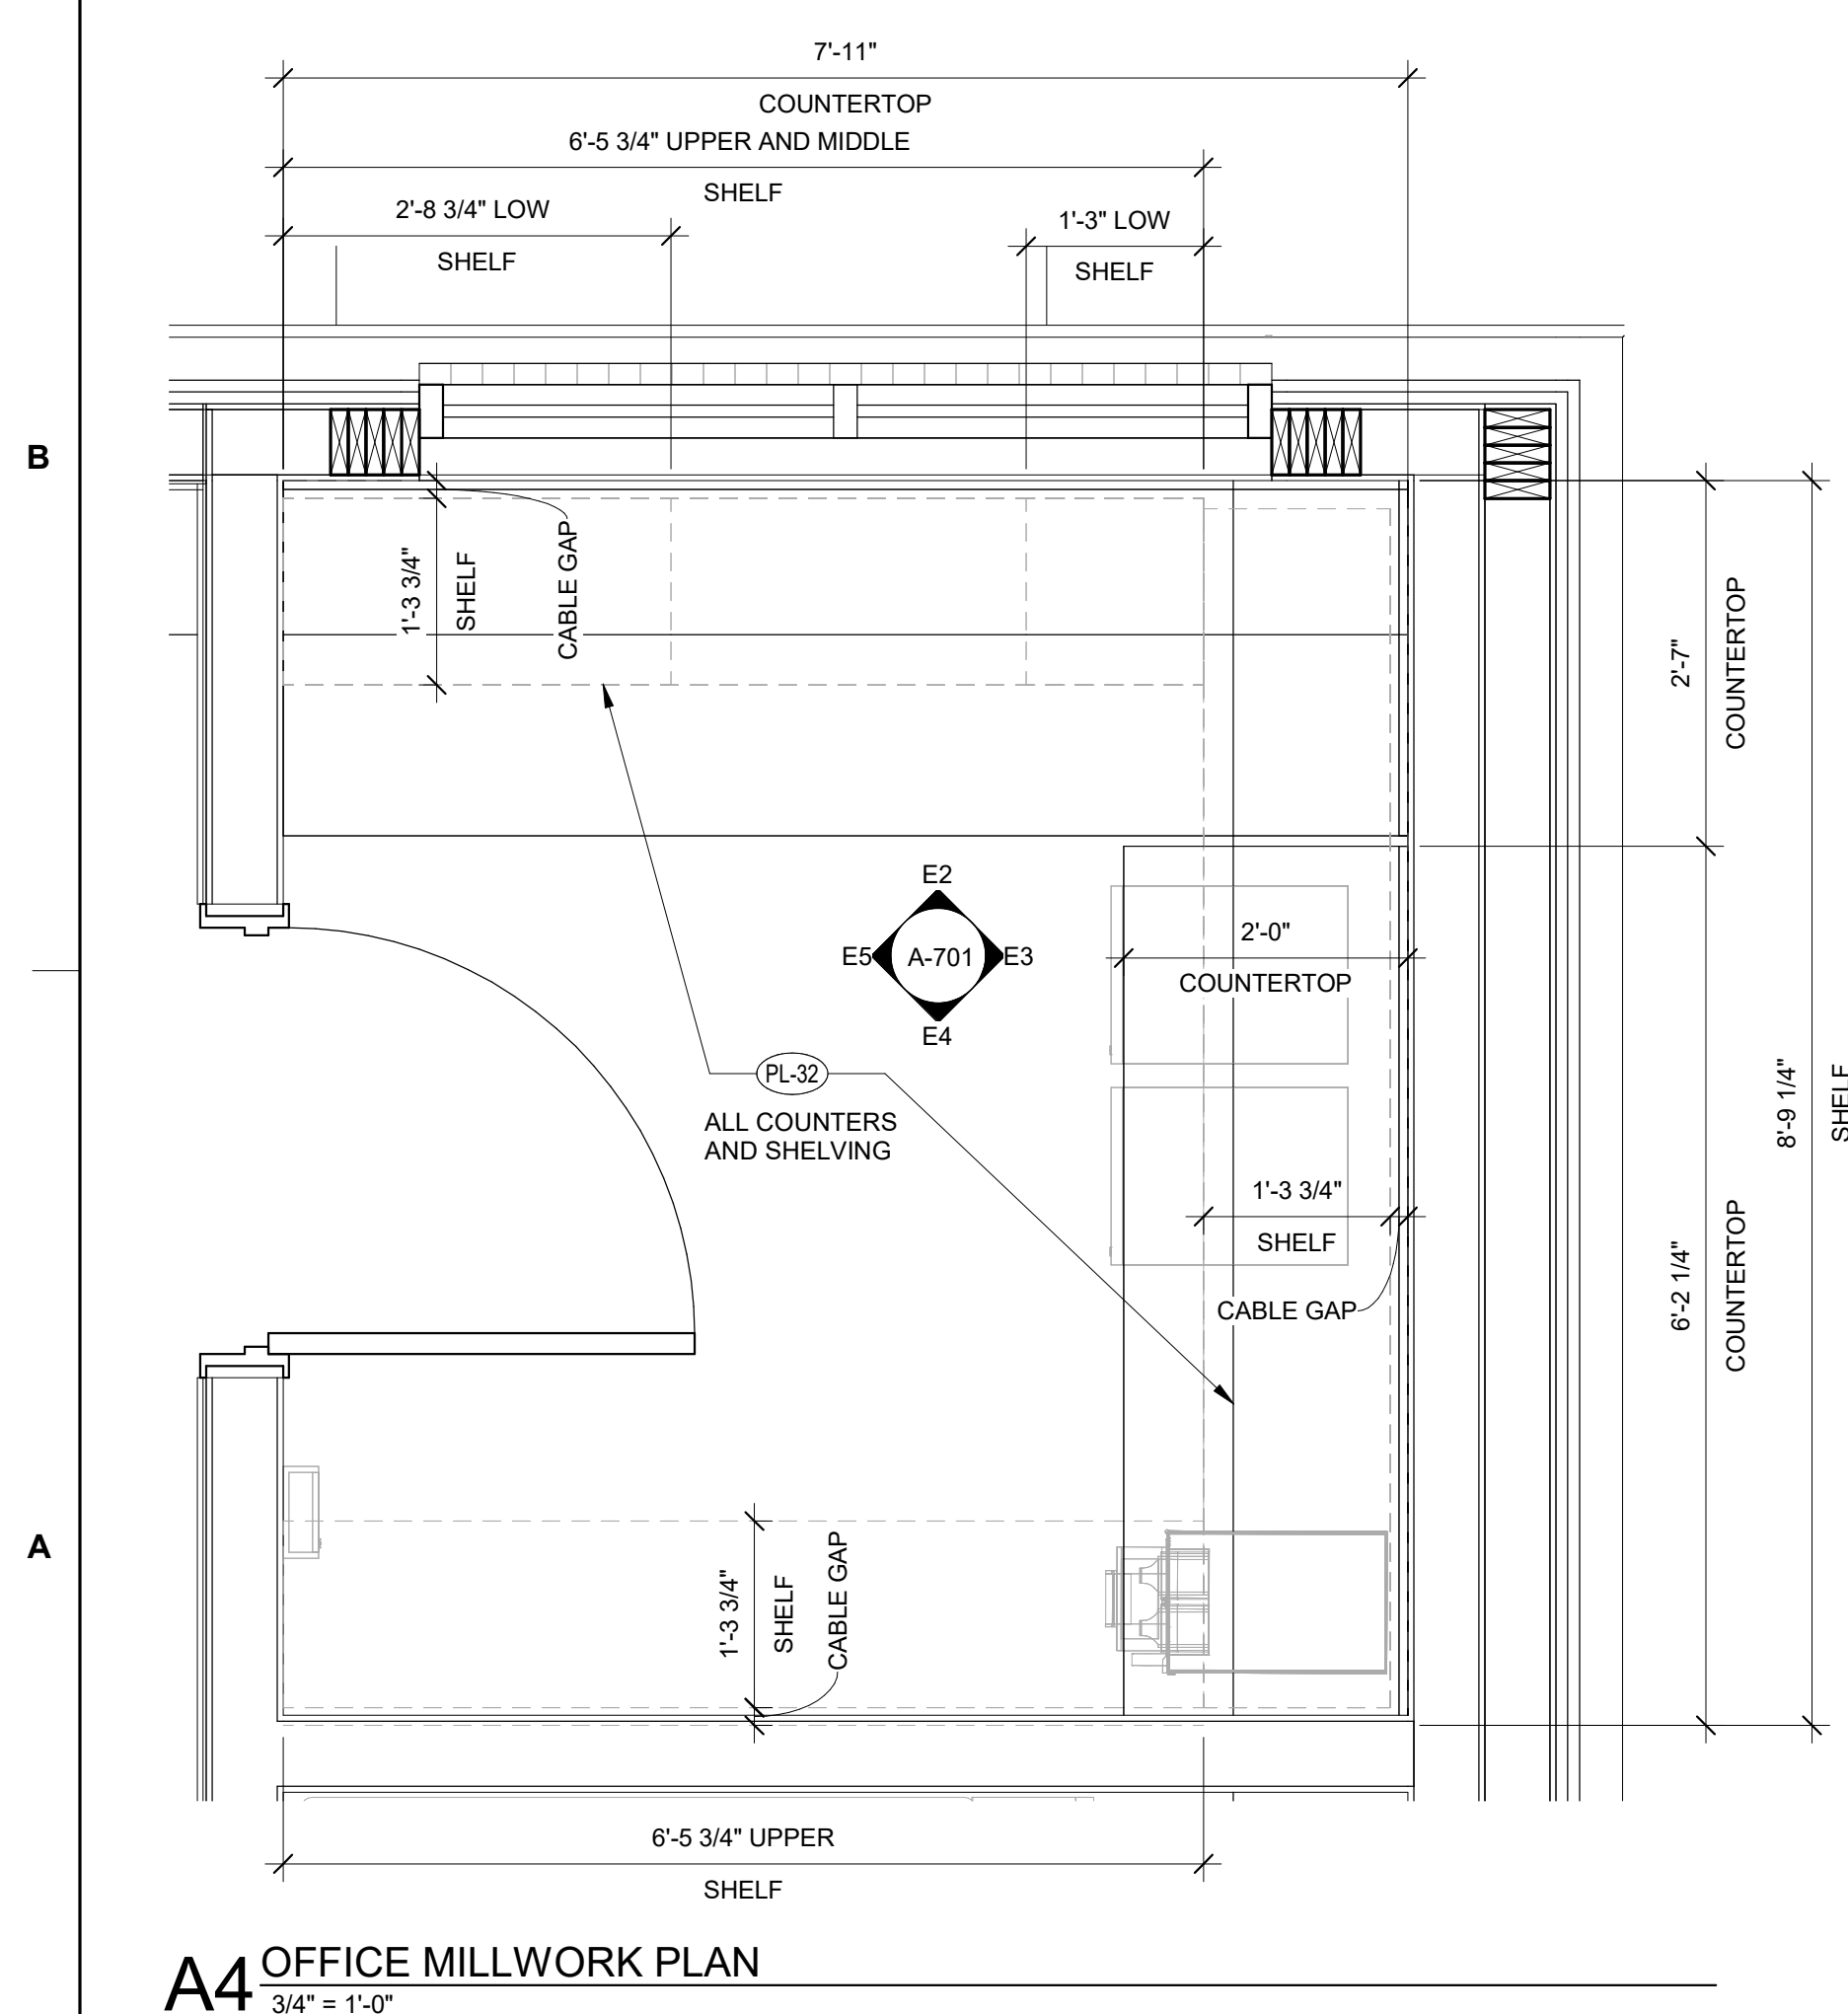 7'-11"
COUNTERTOP
6'-5 3/4" UPPER AND MIDDLE
SHELF
2'-8 3/4" LOW
SHELF
1'-3" LOW
SHELF
B
1'-3 3/4"
SHELF
CABLE GAP
2'-7"
COUNTERTOP
E2
E5
A-701
E3
E4
2'-0"
COUNTERTOP
PL-32
ALL COUNTERS
AND SHELVING
8'-9 1/4"
SHELF
1'-3 3/4"
SHELF
CABLE GAP
6'-2 1/4"
COUNTERTOP
A
1'-3 3/4"
SHELF
CABLE GAP
6'-5 3/4" UPPER
SHELF
A4
OFFICE MILLWORK PLAN
3/4" = 1'-0"